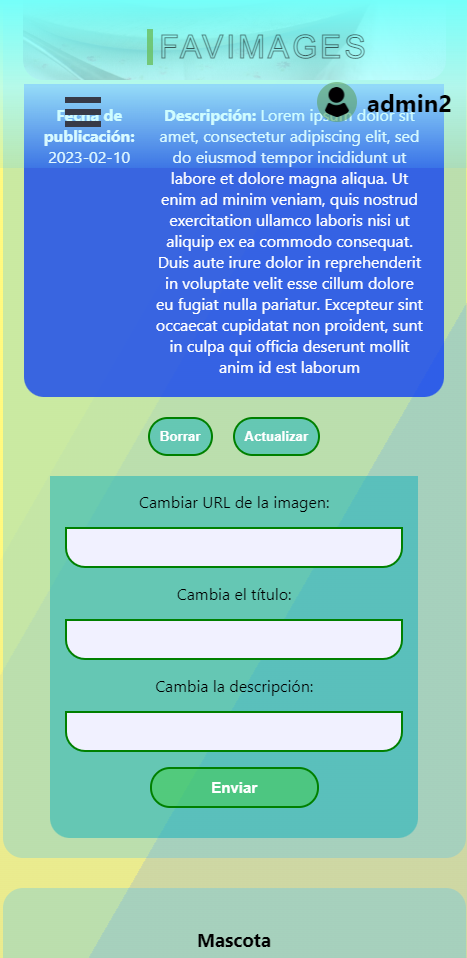 FAVIMAGES
admin2
Fecha de
publicación:
2023-02-10
Descripción: Lorem ipsum dolor sit
amet, consectetur adipiscing elit, sed
do eiusmod tempor incididunt ut
labore et dolore magna aliqua. Ut
enim ad minim veniam, quis nostrud
exercitation ullamco laboris nisi ut
aliquip ex ea commodo consequat.
Duis aute irure dolor in reprehenderit
in voluptate velit esse cillum dolore
eu fugiat nulla pariatur. Excepteur sint
occaecat cupidatat non proident, sunt
in culpa qui officia deserunt mollit
anim id est laborum
Borrar
Actualizar
Cambiar URL de la imagen:
Cambia el título:
Cambia la descripción:
Enviar
Mascota